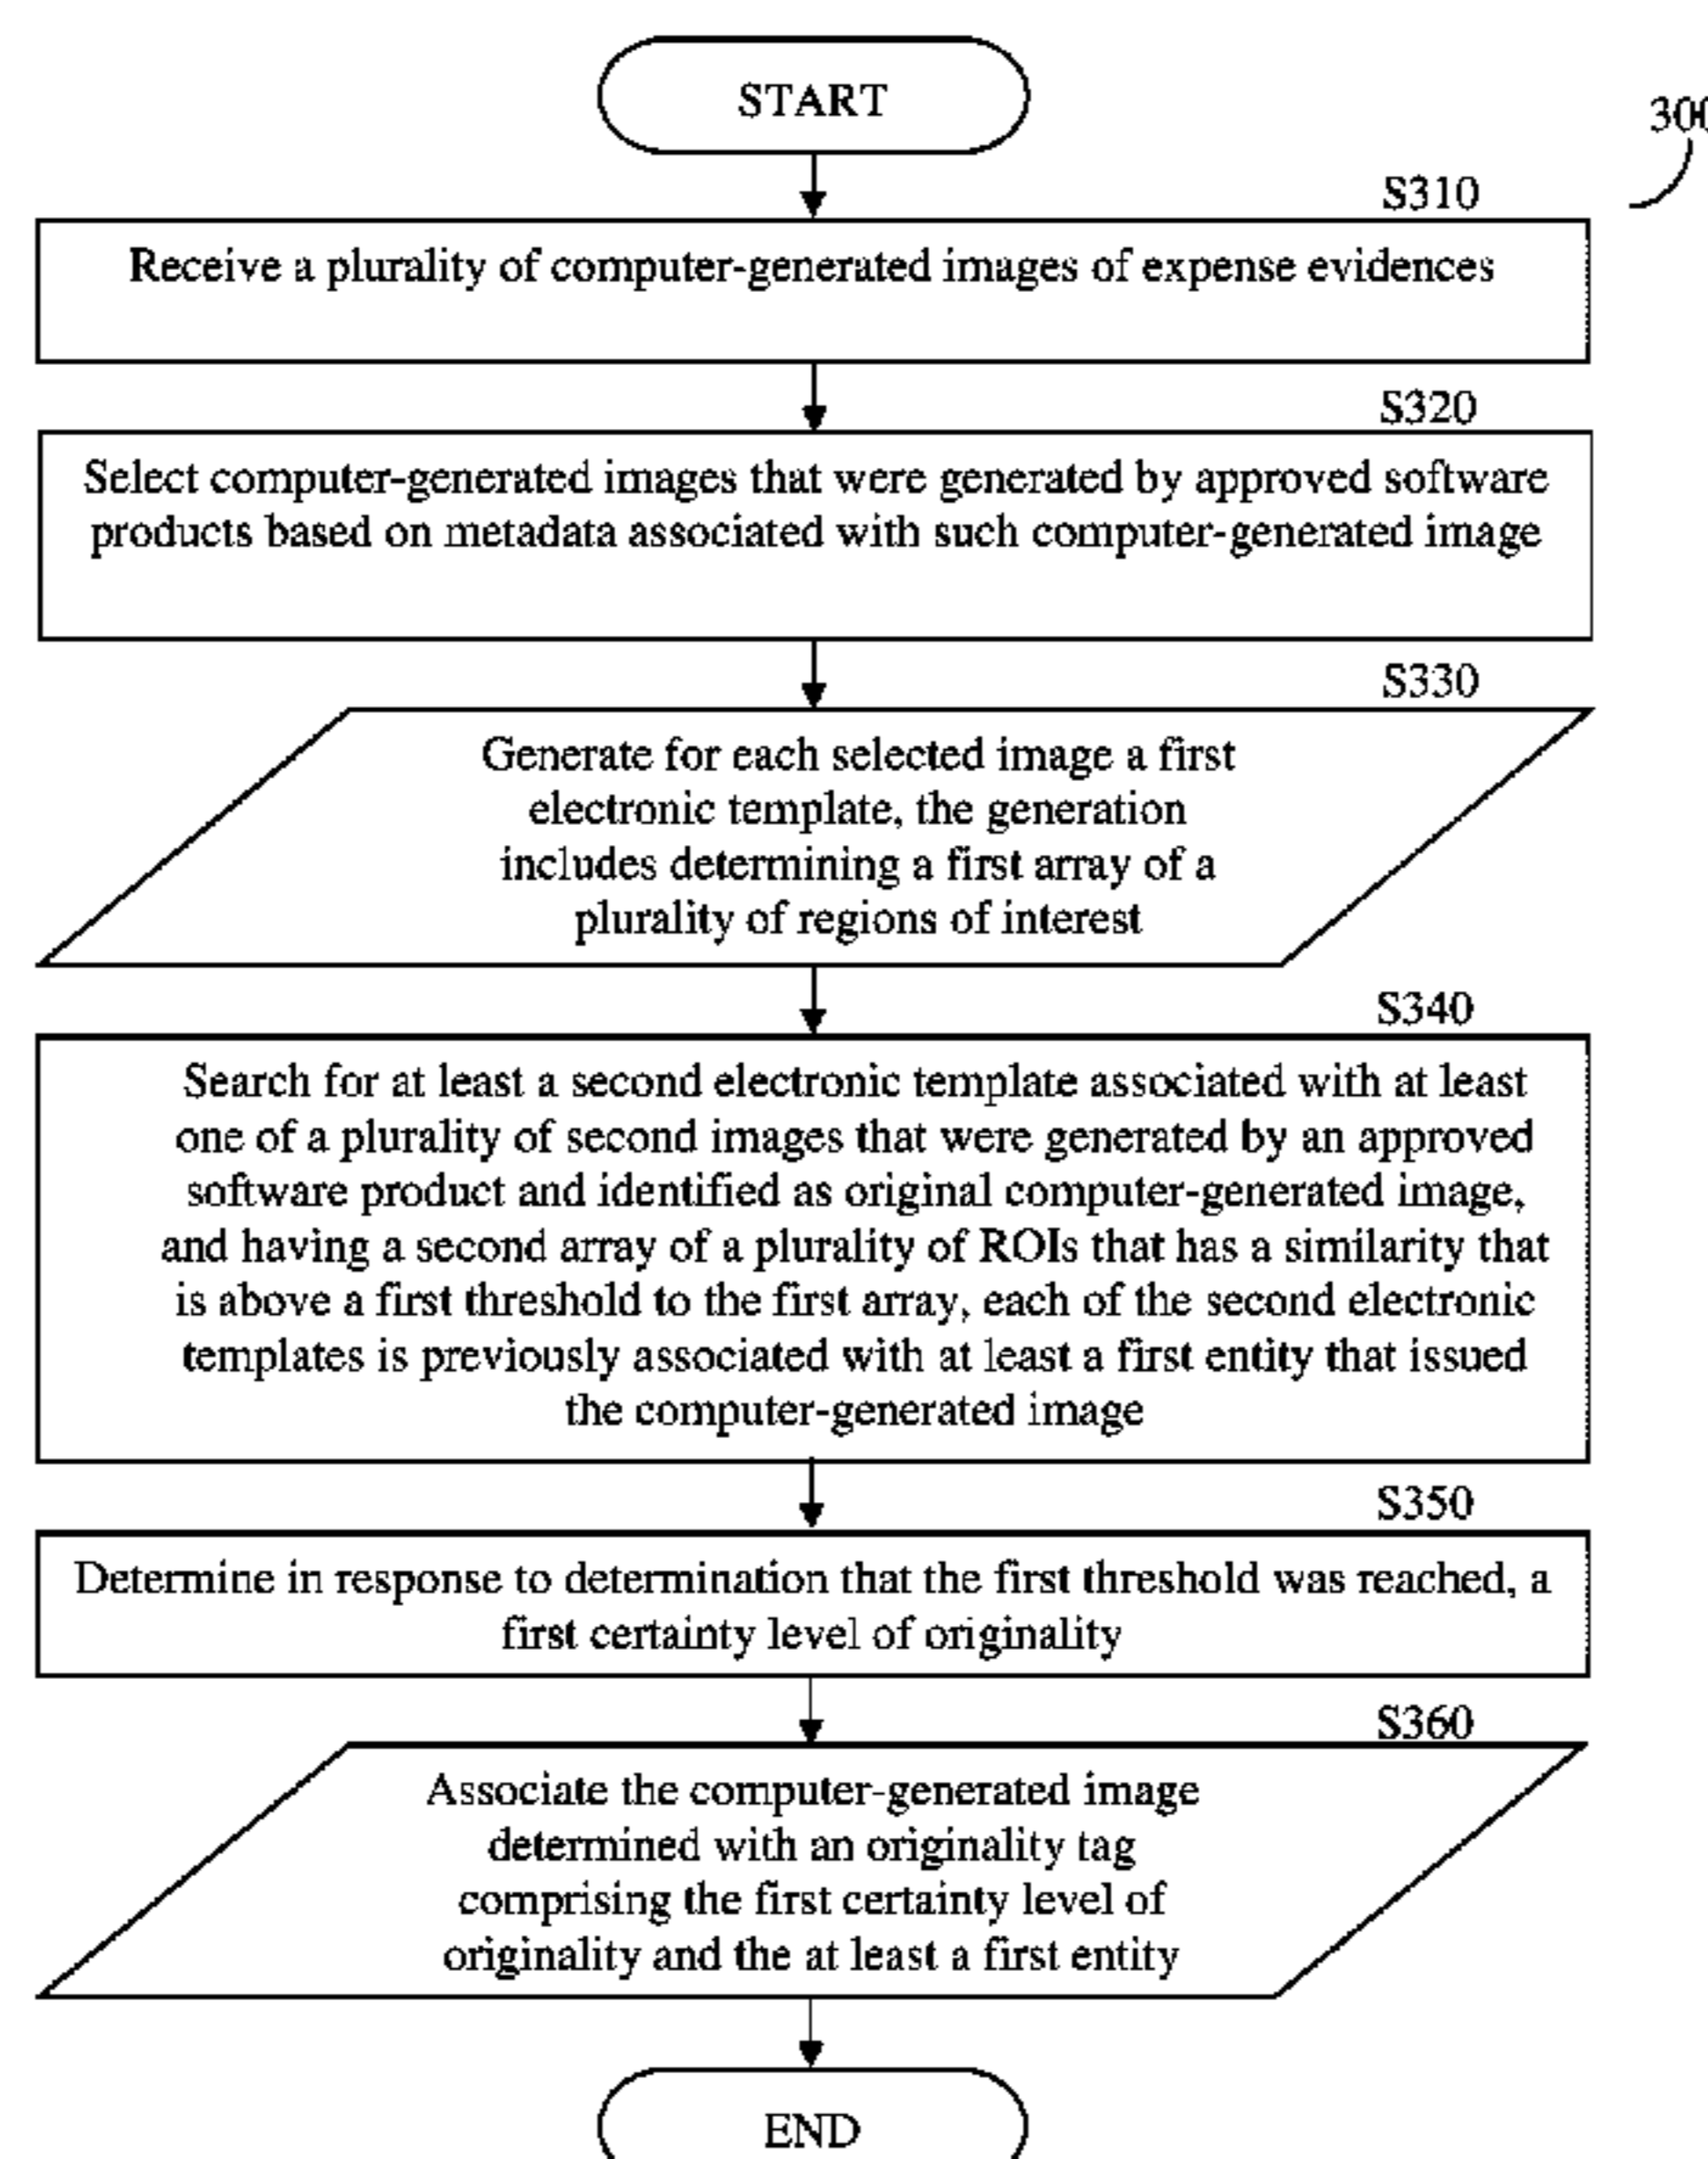 START
300
S310
Receive a plurality of computer-generated images of expense evidences
S320
Select computer-generated images that were generated by approved software
products based on metadata associated with such computer-generated image
S330
Generate for each selected image a first
electronic template, the generation
includes determining a first array of a
plurality of regions of interest
S340
Search for at least a second electronic template associated with at least
one of a plurality of second images that were generated by an approved
software product and identified as original computer-generated image,
and having a second array of a plurality of ROIs that has a similarity that
is above a first threshold to the first array, each of the second electronic
templates is previously associated with at least a first entity that issued
the computer-generated image
S350
Determine in response to determination that the first threshold was reached, a
first certainty level of originality
S360
Associate the computer-generated image
determined with an originality tag
comprising the first certainty level of
originality and the at least a first entity
END